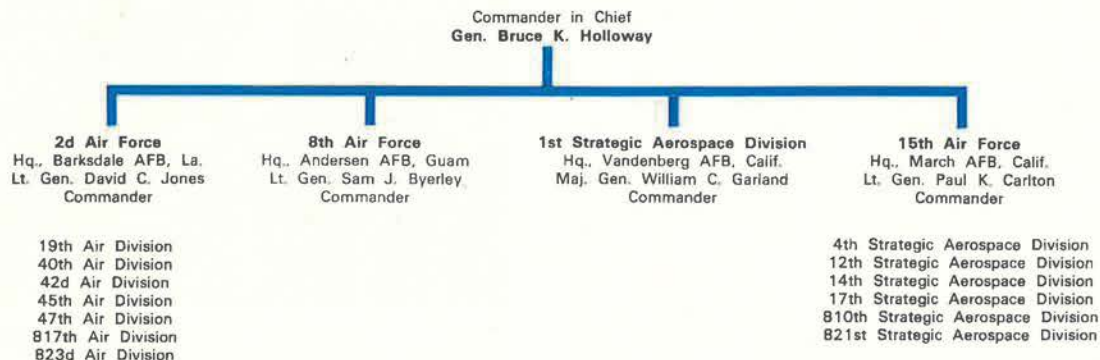 Commander in Chief
Gen. Bruce K. Holloway
2d Air Force
Hq., Barksdale AFB, La.
Lt. Gen. David C. Jones
Commander
8th Air Force
Hq., Andersen AFB, Guam
Lt. Gen. Sam J. Byerley
Commander
1st Strategic Aerospace Division
Hq., Vandenberg AFB, Calif.
Maj. Gen. William C. Garland
Commander
15th Air Force
Hq., March AFB, Calif.
Lt. Gen. Paul K. Carlton
Commander
19th Air Division
40th Air Division
42d Air Division
45th Air Division
47th Air Division
817th Air Division
823d Air Division
4th Strategic Aerospace Division
12th Strategic Aerospace Division
14th Strategic Aerospace Division
17th Strategic Aerospace Division
810th Strategic Aerospace Division
821st Strategic Aerospace Division